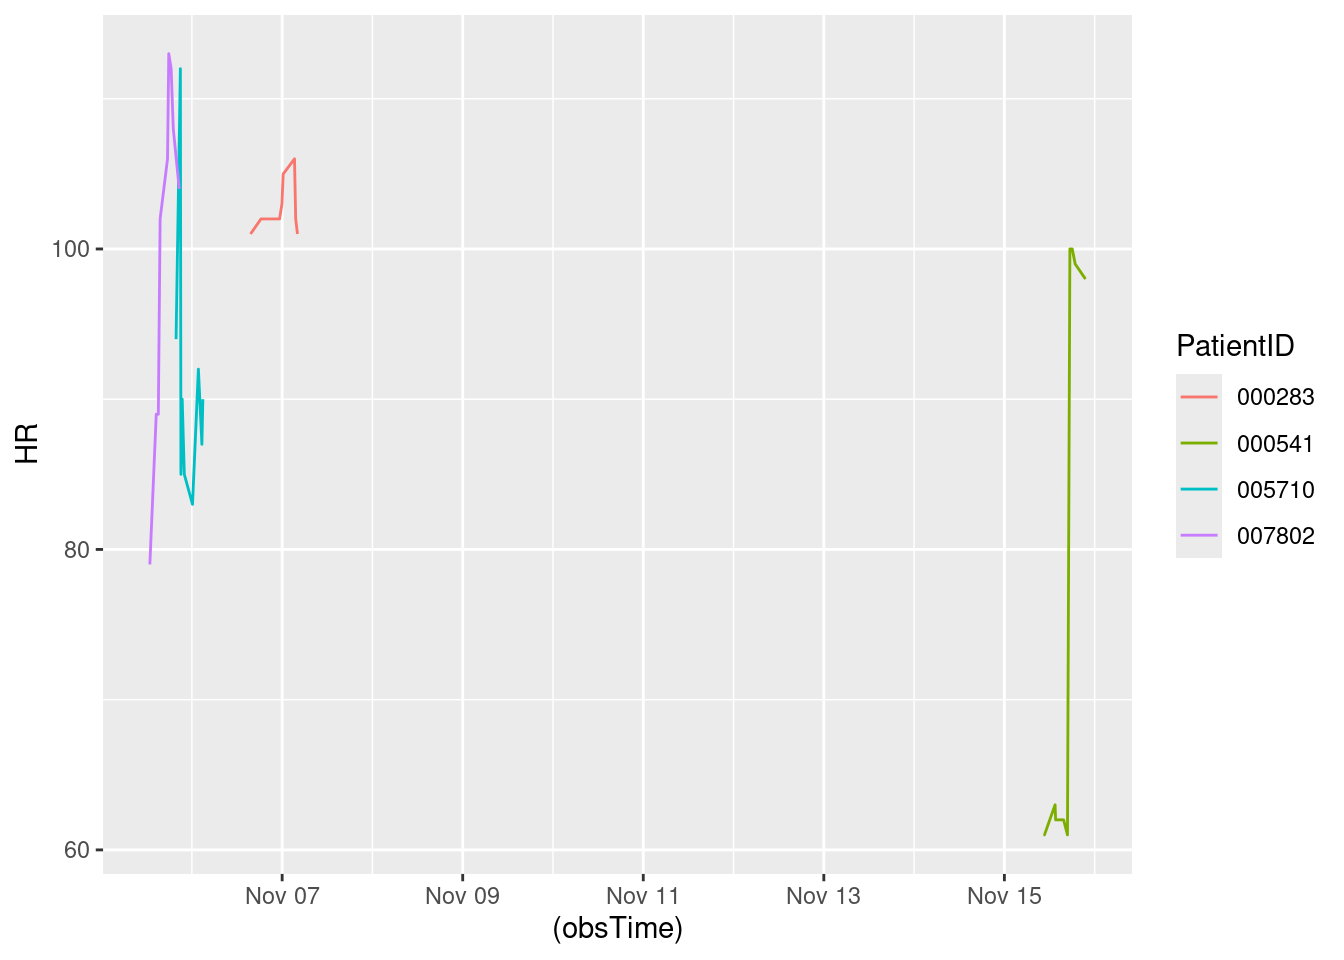 HR
100
80
60
Nov 07
Nov 09
Nov 11
Nov 13
Nov 15
(obsTime)
PatientID
000283
000541
005710
007802